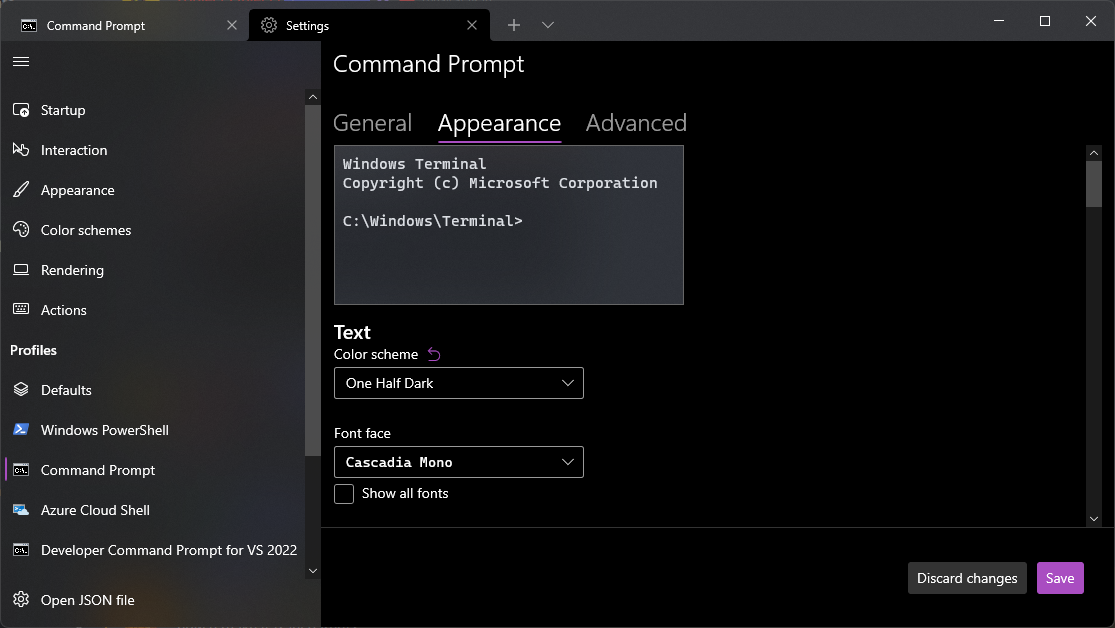 Command Prompt
Settings
Startup
Interaction
Appearance
Color schemes
Rendering
Actions
Profiles
Defaults
Windows PowerShell
Command Prompt
Azure Cloud Shell
Developer Command Prompt for VS 2022
Open JSON file
Command Prompt
General Appearance Advanced
Windows Terminal
Copyright (c) Microsoft Corporation
C:\Windows\Terminal>
Text
Color scheme
One Half Dark
Font face
Cascadia Mono
Show all fonts
Discard changes Save